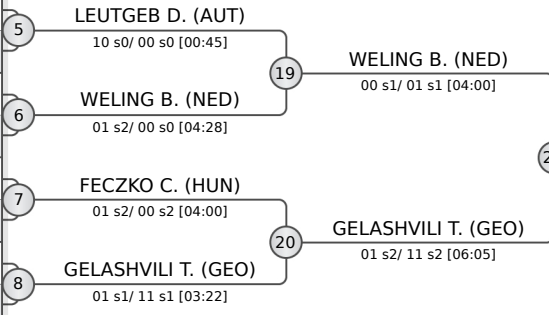 LEUTGEB D. (AUT)
5
10 s0/ 00 s0 [00:45]
19
WELING B. (NED)
00 s1/ 01 s1 [04:00]
WELING B. (NED)
6
01 s2/ 00 s0 [04:28]
2
FECZKO C. (HUN)
7
01 s2/ 00 s2 [04:00]
20
GELASHVILI T. (GEO)
01 s2/ 11 s2 [06:05]
GELASHVILI T. (GEO)
8
01 s1/ 11 s1 [03:22]